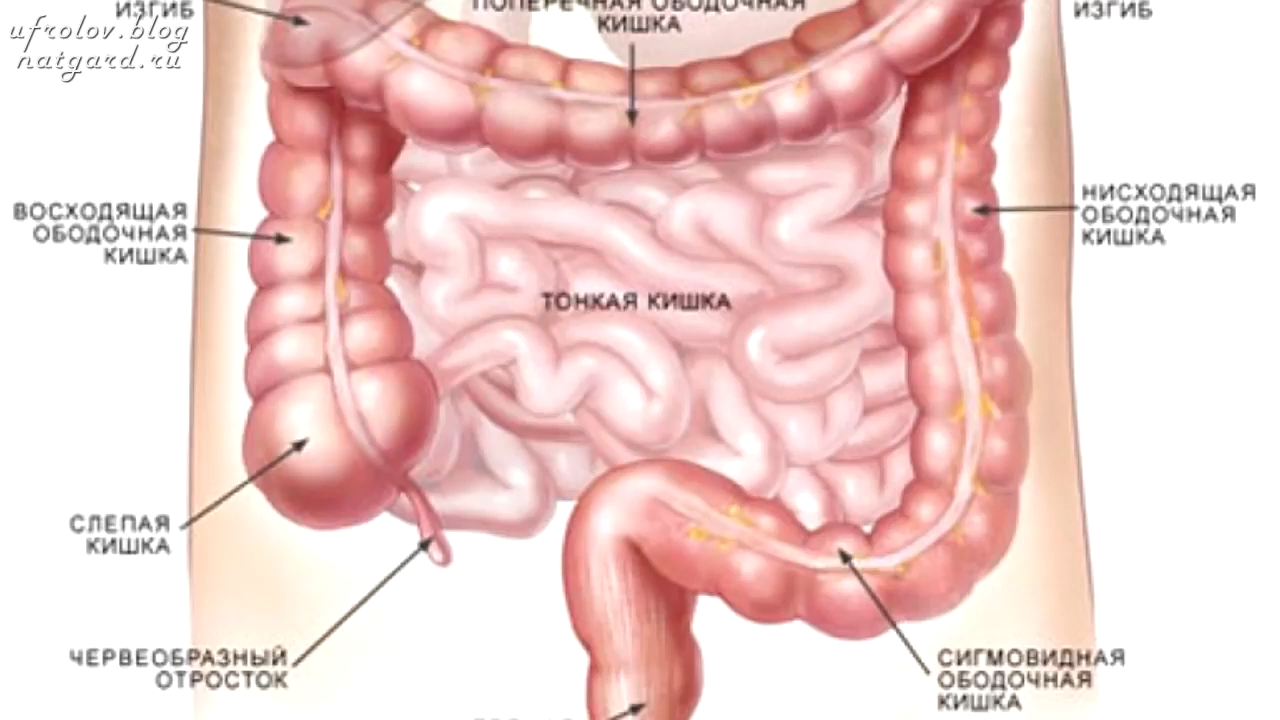 ИЗГИБ
ufrolov.blog
natgard.ru
ПОПЕРЕЧНАЯ ОБОДОЧНАЯ
КИШКА
ИЗГИБ
ВОСХОДЯЩАЯ
ОБОДОЧНАЯ
КИШКА
НИСХОДЯЩАЯ
ОБОДОЧНАЯ
КИШКА
ТОНКАЯ КИШКА
СЛЕПАЯ
КИШКА
ЧЕРВЕОБРАЗНЫЙ
ОТРОСТОК
СИГМОВИДНАЯ
ОБОДОЧНАЯ
КИШКА